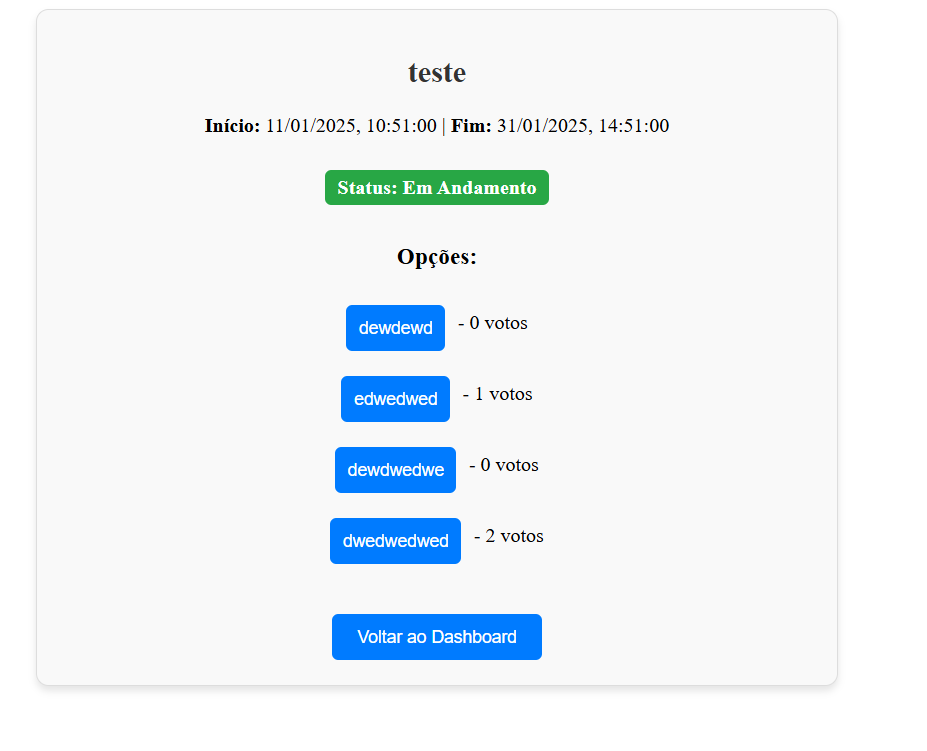 teste
Início: 11/01/2025, 10:51:00 | Fim: 31/01/2025, 14:51:00
Status: Em Andamento
Opções:
dewdewd - 0 votos
edwedwed - 1 votos
dewdwedwe - 0 votos
dwedwedwed - 2 votos
Voltar ao Dashboard